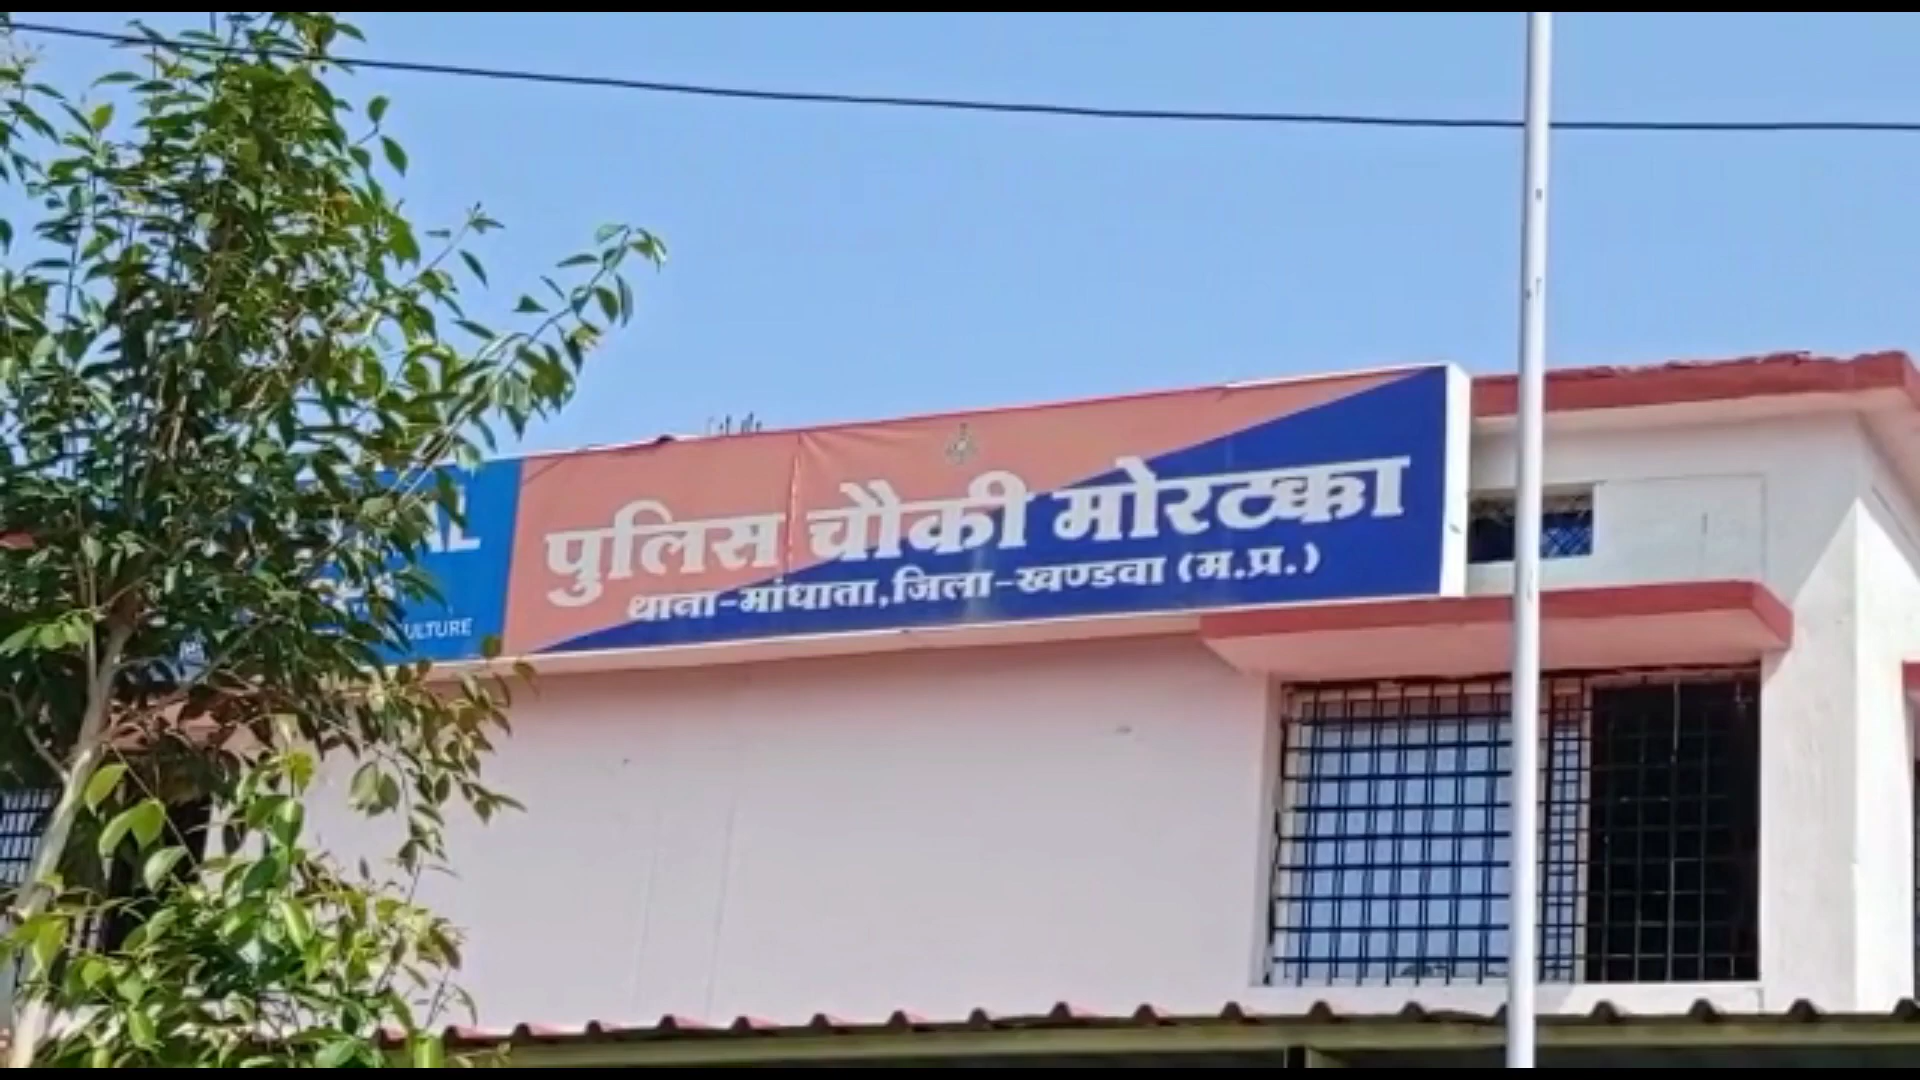 पुलिस चौकी मोरटक्का
थाना-मांधाता,जिला-खण्डवा (म.प्र.)